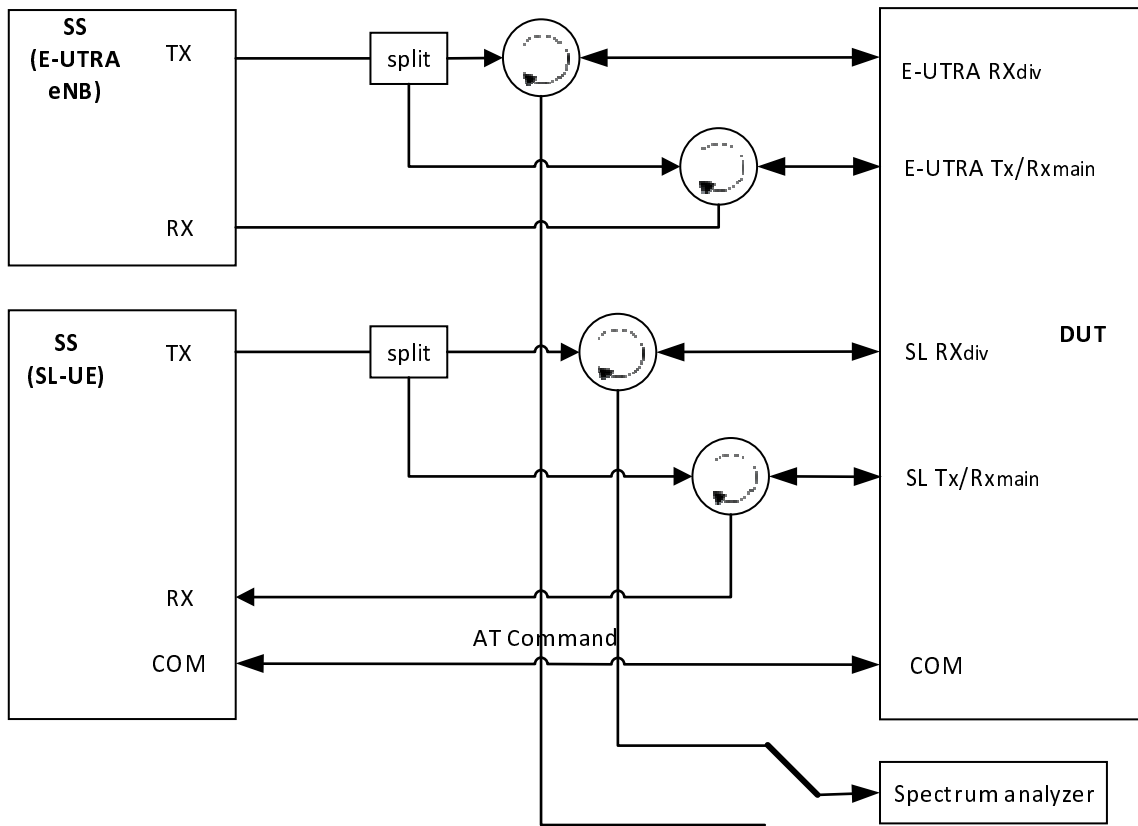 SS
(E-UTRA
eNB)
TX
RX
split
E-UTRA RXdiv
E-UTRA Tx/Rxmain
SS
(SL-UE)
TX
split
RX
COM
AT Command
SL RXdiv
DUT
SL Tx/Rxmain
COM
Spectrum analyzer